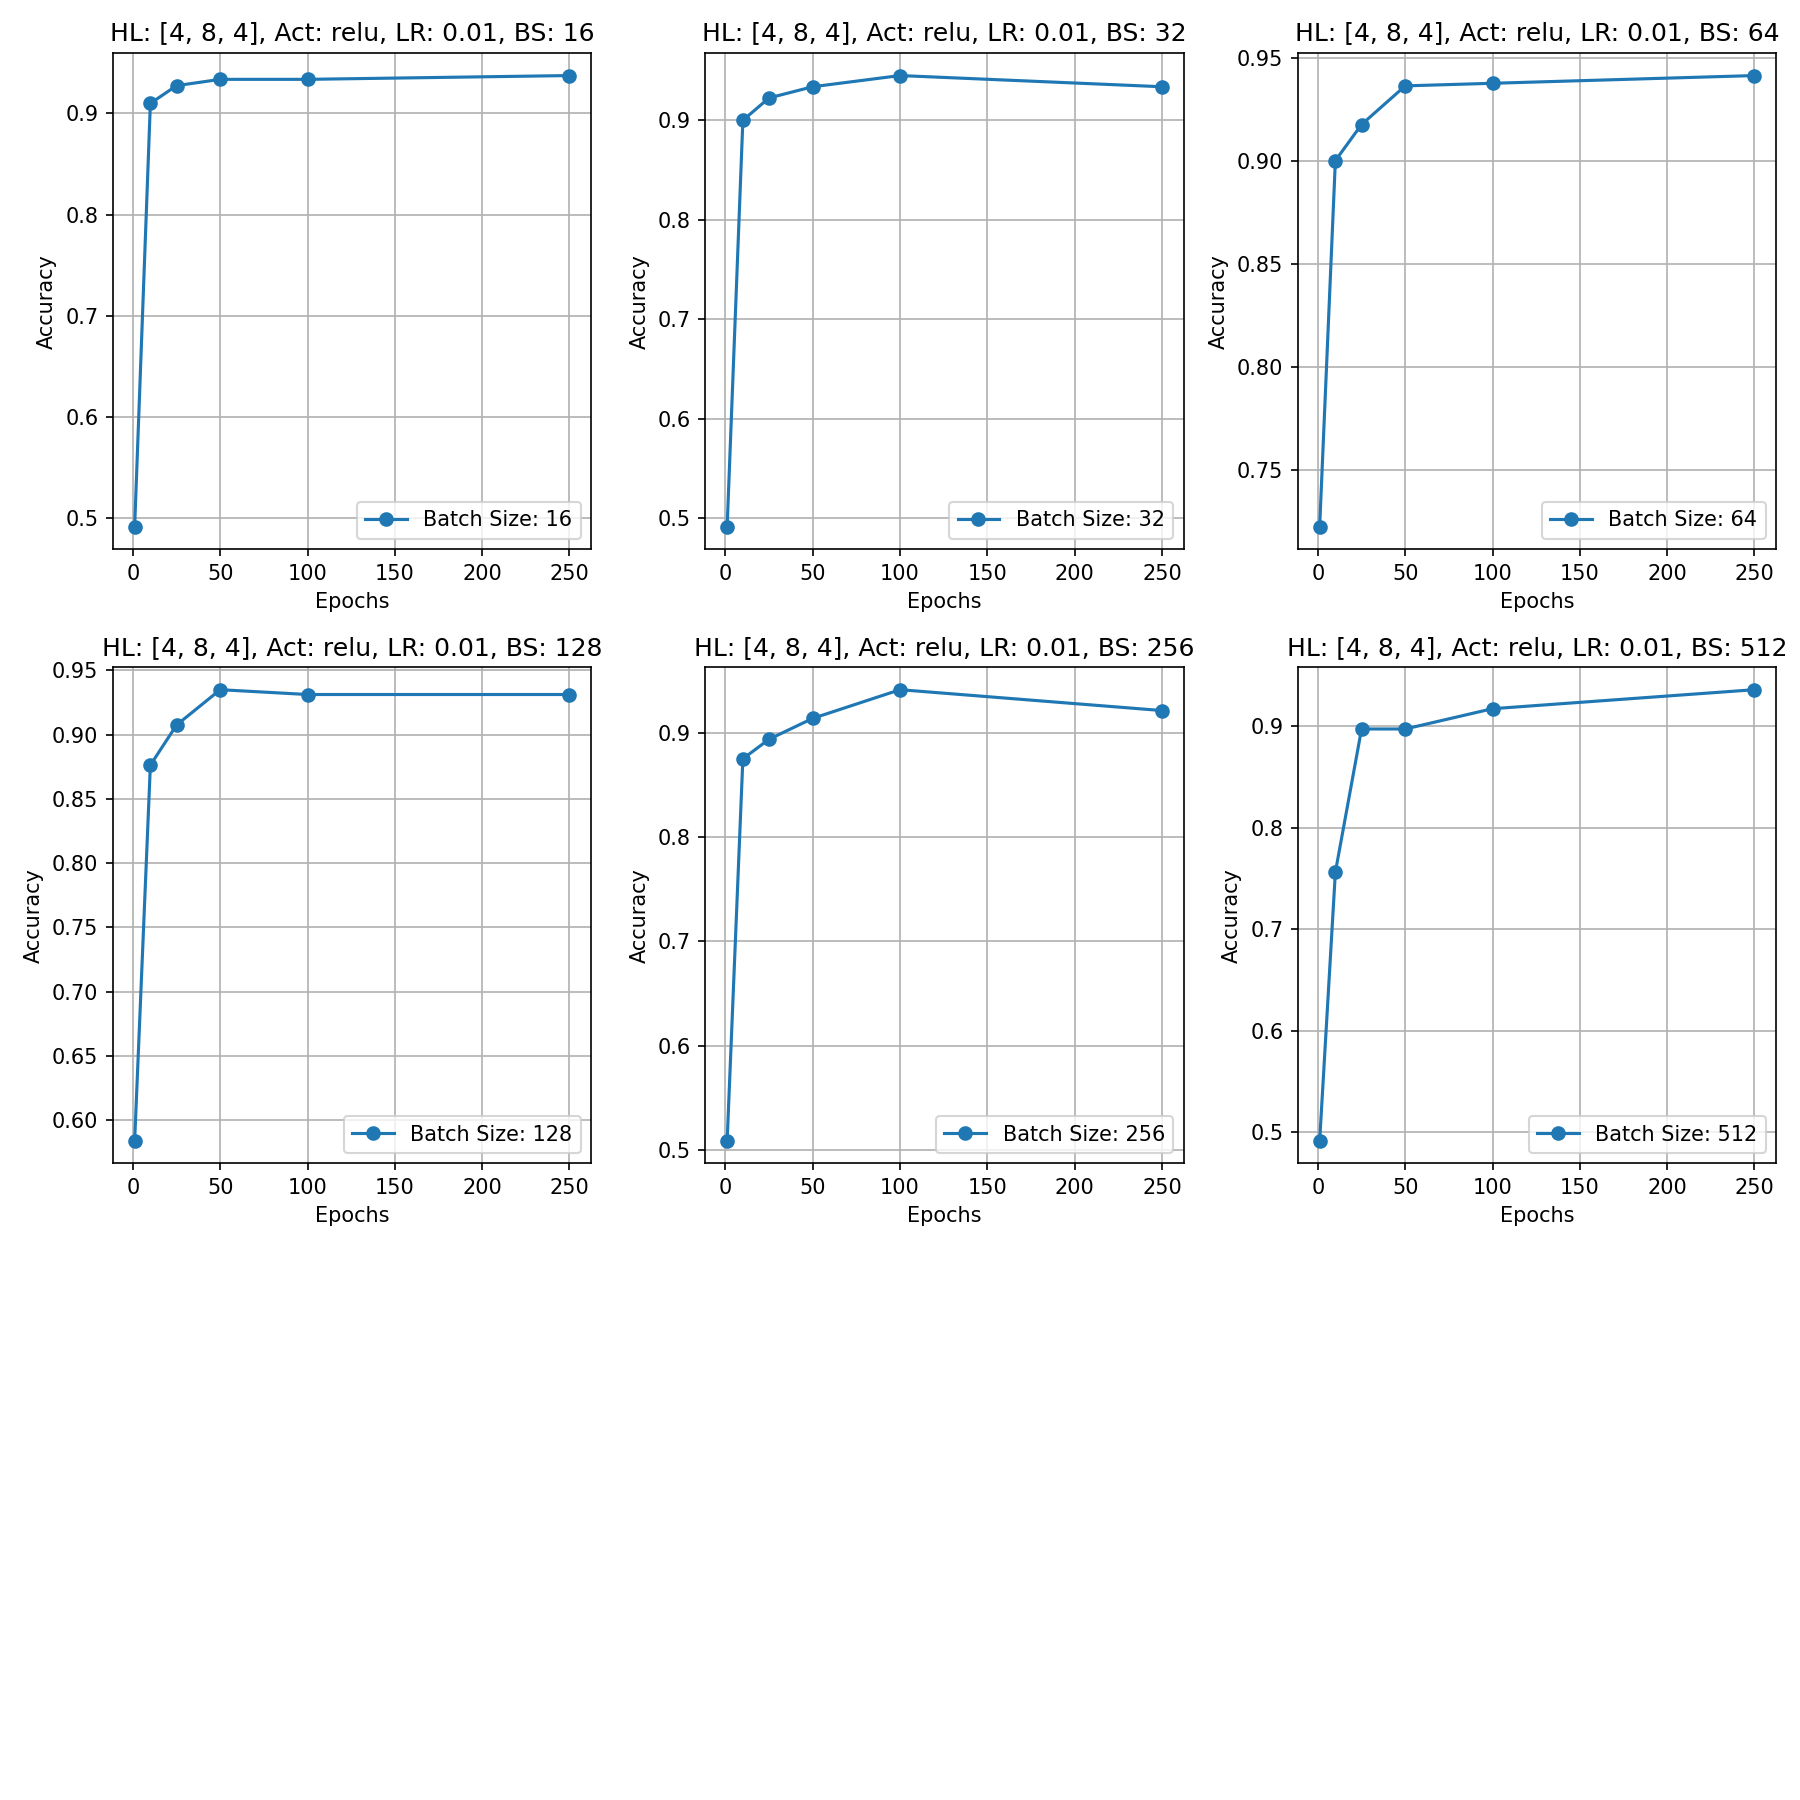 HL: [4, 8, 4], Act: relu, LR: 0.01, BS: 16
0.9
0.8
0.7
0.6
0.5
Accuracy
Batch Size: 16
0 50 100 150 200 250
Epochs
HL: [4, 8, 4], Act: relu, LR: 0.01, BS: 32
0.9
0.8
0.7
0.6
0.5
Accuracy
Batch Size: 32
0 50 100 150 200 250
Epochs
HL: [4, 8, 4], Act: relu, LR: 0.01, BS: 64
0.95
0.90
0.85
0.80
0.75
Accuracy
Batch Size: 64
0 50 100 150 200 250
Epochs
HL: [4, 8, 4], Act: relu, LR: 0.01, BS: 128
0.95
0.90
0.85
0.80
0.75
0.70
0.65
0.60
Accuracy
Batch Size: 128
0 50 100 150 200 250
Epochs
HL: [4, 8, 4], Act: relu, LR: 0.01, BS: 256
0.9
0.8
0.7
0.6
0.5
Accuracy
Batch Size: 256
0 50 100 150 200 250
Epochs
HL: [4, 8, 4], Act: relu, LR: 0.01, BS: 512
0.9
0.8
0.7
0.6
0.5
Accuracy
Batch Size: 512
0 50 100 150 200 250
Epochs